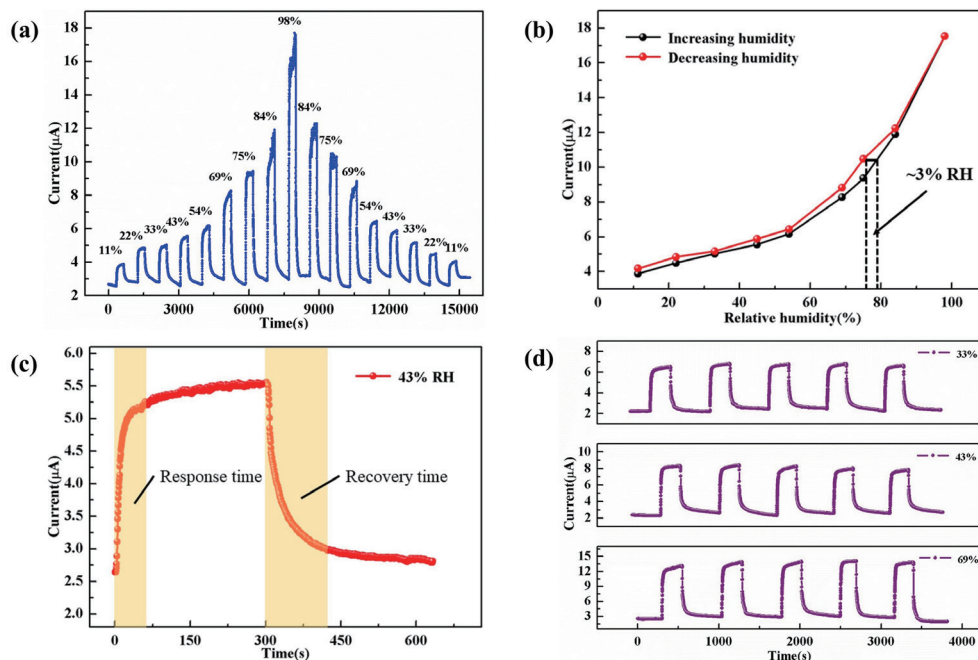 (a)
98%
84%
84%
75%
75%
69%
69%
54%
54%
43%
43%
33%
33%
22%
22%
11%
11%
18
16
14
12
10
8
6
4
2
Current(μA)
0 3000 6000 9000 12000 15000
Time(s)
(b)
Increasing humidity
Decreasing humidity
~3% RH
18
16
14
12
10
8
6
4
Current(μA)
0 20 40 60 80 100
Relative humidity(%)
(c)
43% RH
Response time
Recovery time
6.0
5.5
5.0
4.5
4.0
3.5
3.0
2.5
2.0
Current(μA)
0 150 300 450 600
Time(s)
(d)
33%
8
6
4
2
43%
10
8
6
4
2
Current(μA)
69%
15
12
9
6
3
0 1000 2000 3000 4000
Time(s)